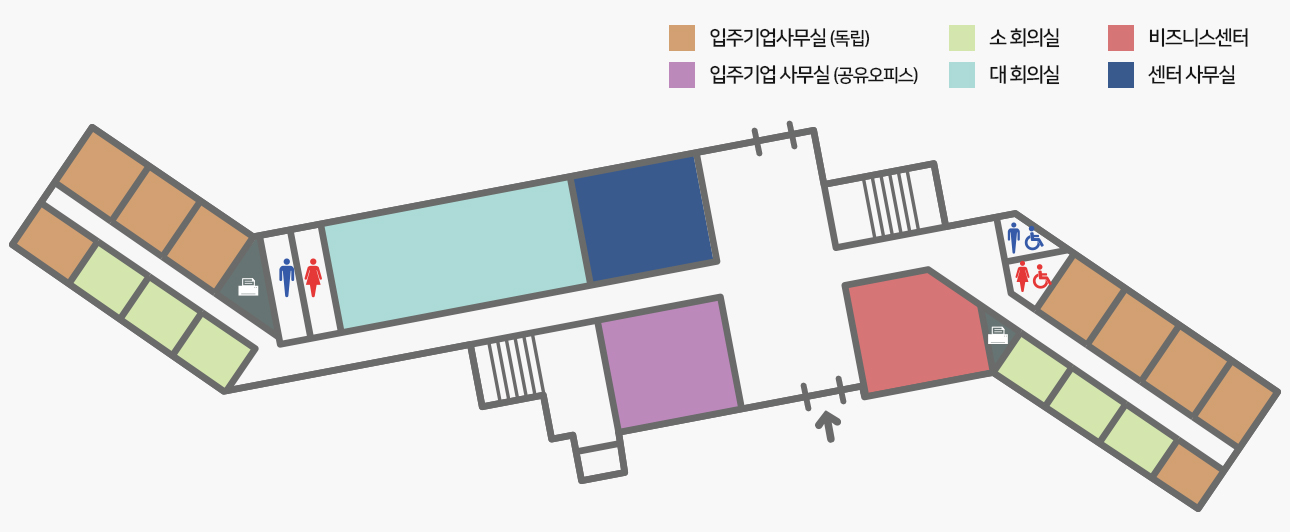 입주기업사무실 (독립)
소 회의실
비즈니스센터
입주기업 사무실 (공유오피스)
대 회의실
센터 사무실